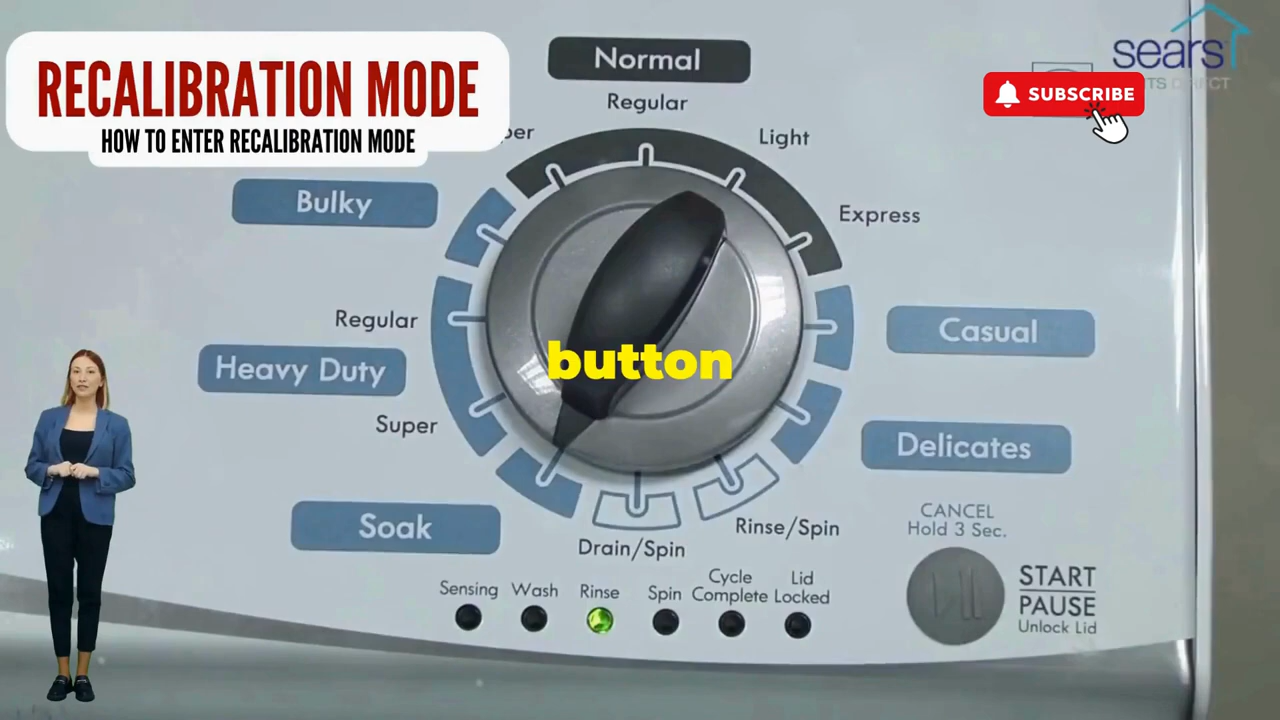 sears
RECALIBRATION MODE
HOW TO ENTER RECALIBRATION MODE
SUBSCRIBE
DIRECT
Normal
Regular
Light
Express
Bulky
Regular
Heavy Duty
Super
Casual
button
Delicates
Soak
Drain/Spin
Rinse/Spin
CANCEL
Hold 3 Sec.
START
PAUSE
Unlock Lid
Sensing
Wash
Rinse
Spin
Cycle
Complete
Lid
Locked